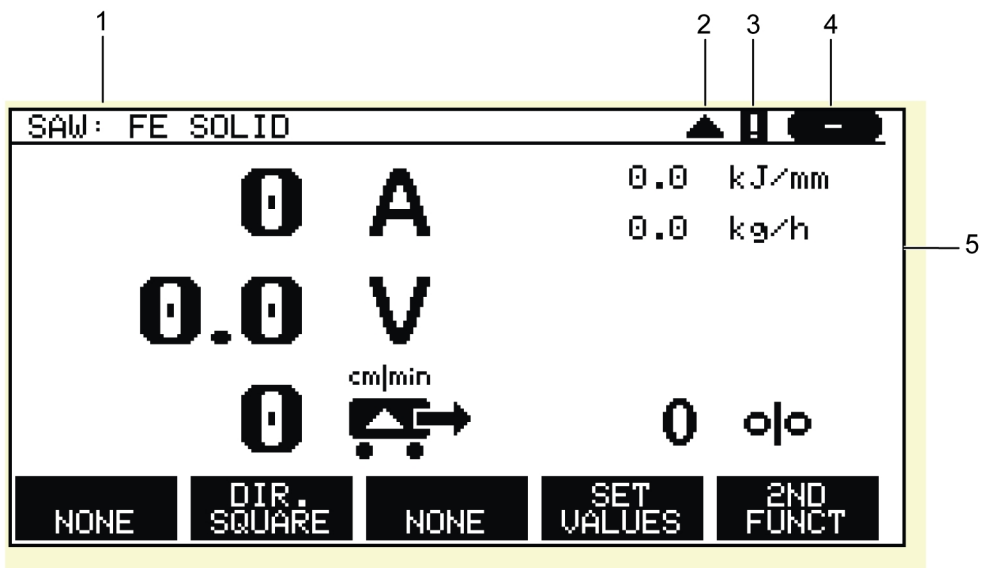 1 2 3 4
SAW: FE SOLID ! -
0 A 0.0 kJ/mm
0.0 kg/h
5
0.0 V
cm|min
0 0 o|o
NONE DIR. SQUARE NONE SET VALUES 2ND FUNCT